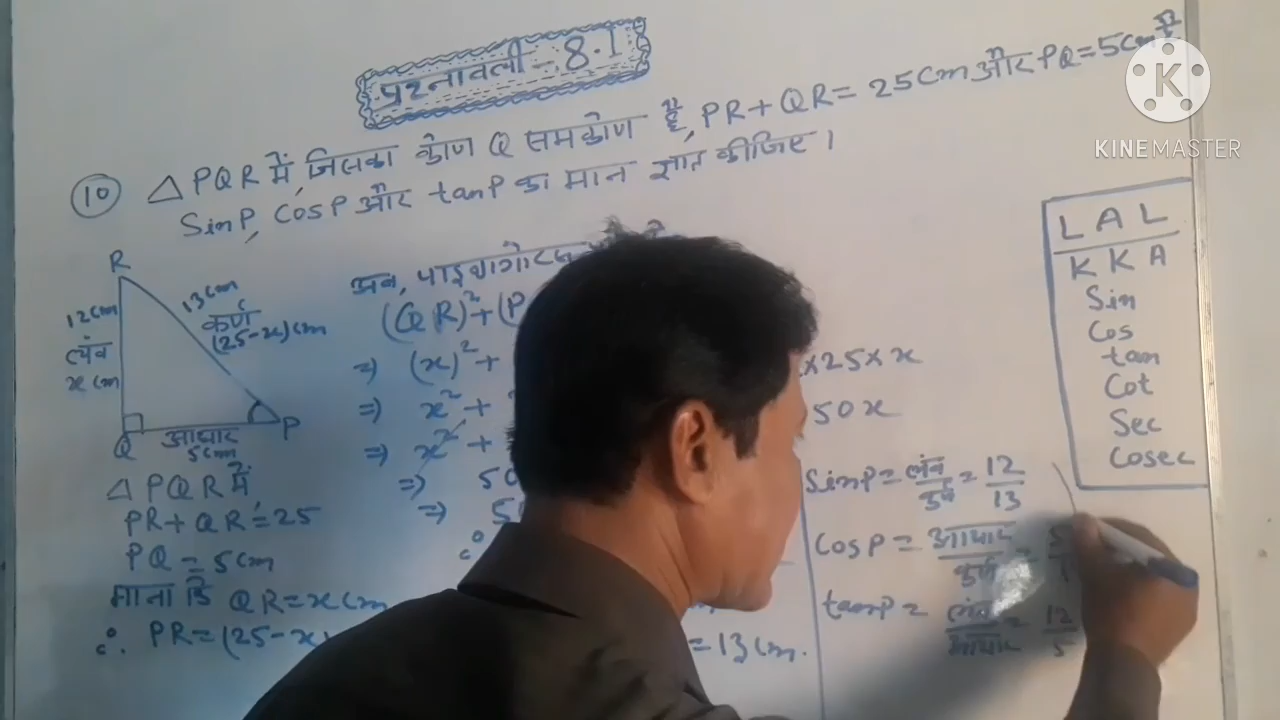 प्रश्नावली - 8.1
KINEMASTER
(10) △ PQR में, जिसका कोण Q समकोण है, PR + QR = 25 cm और PQ = 5 cm है
Sin P, Cos P और tan P का मान ज्ञात कीजिए।
R
12 cm
लंब
x cm
13 cm
कर्ण
(25-x) cm
Q
आधार
5 cm
P
△ PQR में,
PR + QR = 25
PQ = 5 cm
माना कि QR = x cm
∴ PR = (25-x)
अब,
(QR)² + (P
⇒ (x)² +
×25×x
⇒ x² +
50x
⇒ x² +
⇒ 50
⇒
∴
= 13 cm.
Sin P = लंब/कर्ण = 12/13
Cos P = आधार/कर्ण =
tan P = लंब/आधार = 12/5
L A L
K K A
Sin
Cos
tan
Cot
Sec
Cosec